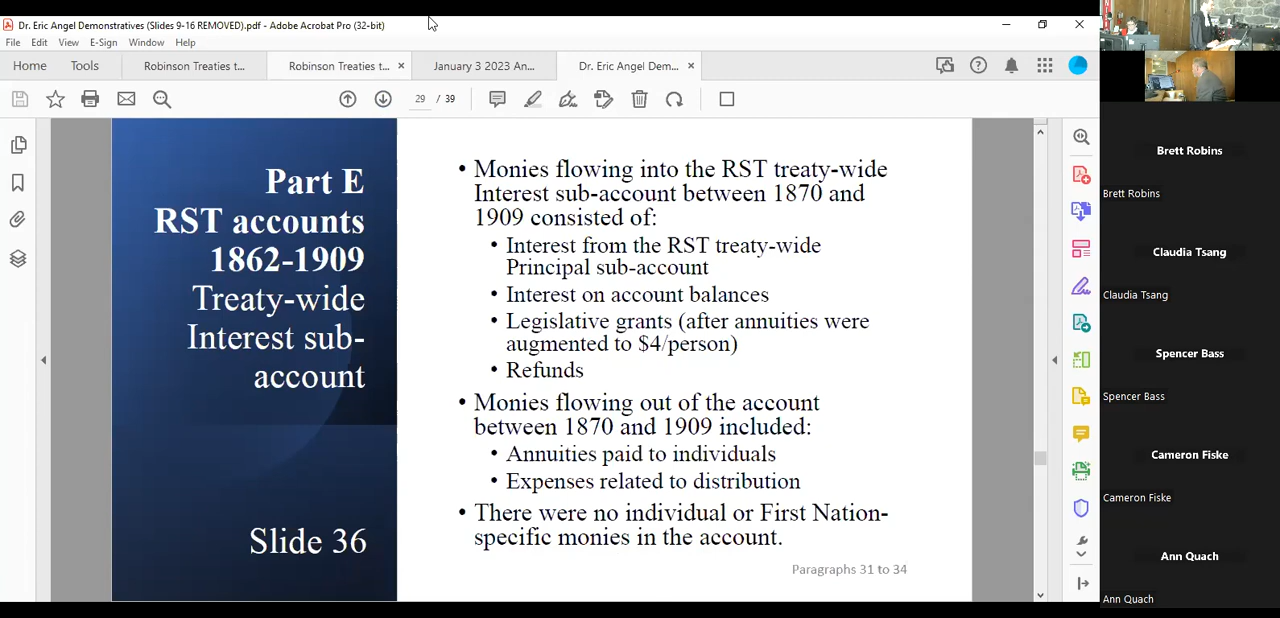 Dr. Eric Angel Demonstratives (Slides 9-16 REMOVED).pdf - Adobe Acrobat Pro (32-bit)
File Edit View E-Sign Window Help
Home Tools Robinson Treaties t... Robinson Treaties t... × January 3 2023 An... Dr. Eric Angel Dem... ×
29 / 39
Part E
RST accounts
1862-1909
Treaty-wide
Interest sub-
account
Slide 36
• Monies flowing into the RST treaty-wide
Interest sub-account between 1870 and
1909 consisted of:
• Interest from the RST treaty-wide
Principal sub-account
• Interest on account balances
• Legislative grants (after annuities were
augmented to $4/person)
• Refunds
• Monies flowing out of the account
between 1870 and 1909 included:
• Annuities paid to individuals
• Expenses related to distribution
• There were no individual or First Nation-
specific monies in the account.
Paragraphs 31 to 34
Brett Robins
Brett Robins
Claudia Tsang
Claudia Tsang
Spencer Bass
Spencer Bass
Cameron Fiske
Cameron Fiske
Ann Quach
Ann Quach